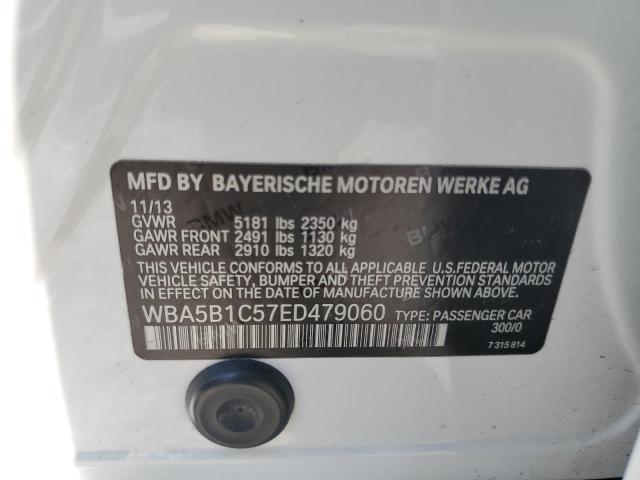 MFD BY BAYERISCHE MOTOREN WERKE AG
11/13
GVWR 5181 lbs 2350 kg
GAWR FRONT 2491 lbs 1130 kg
GAWR REAR 2910 lbs 1320 kg
THIS VEHICLE CONFORMS TO ALL APPLICABLE U.S.FEDERAL MOTOR
VEHICLE SAFETY, BUMPER AND THEFT PREVENTION STANDARDS
IN EFFECT ON THE DATE OF MANUFACTURE SHOWN ABOVE.
WBA5B1C57ED479060 TYPE: PASSENGER CAR
300/0
7 315 814
BMW
BMW